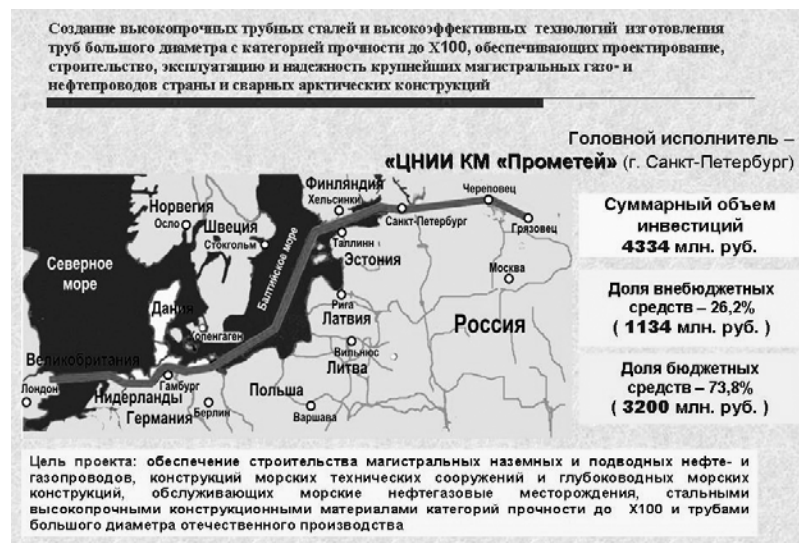 Создание высокопрочных трубных сталей и высокоэффективных технологий изготовления
труб большого диаметра с категорией прочности до X100, обеспечивающих проектирование,
строительство, эксплуатацию и надежность крупнейших магистральных газо- и
нефтепроводов страны и сварных арктических конструкций
Головной исполнитель –
«ЦНИИ КМ «Прометей» (г. Санкт-Петербург)
Финляндия
Хельсинки
Череповец
Норвегия
Осло
Швеция
Стокгольм
Санкт-Петербург
Грязовец
Таллинн
Эстония
Балтийское море
Северное
море
Москва
Дания
Копенгаген
Рига
Латвия
Россия
Вильнюс
Литва
Великобритания
Лондон
Гамбург
Нидерланды
Германия
Берлин
Польша
Варшава
Суммарный объем
инвестиций
4334 млн. руб.
Доля внебюджетных
средств – 26,2%
( 1134 млн. руб. )
Доля бюджетных
средств – 73,8%
( 3200 млн. руб. )
Цель проекта: обеспечение строительства магистральных наземных и подводных нефте- и
газопроводов, конструкций морских технических сооружений и глубоководных морских
конструкций, обслуживающих морские нефтегазовые месторождения, стальными
высокопрочными конструкционными материалами категорий прочности до X100 и трубами
большого диаметра отечественного производства